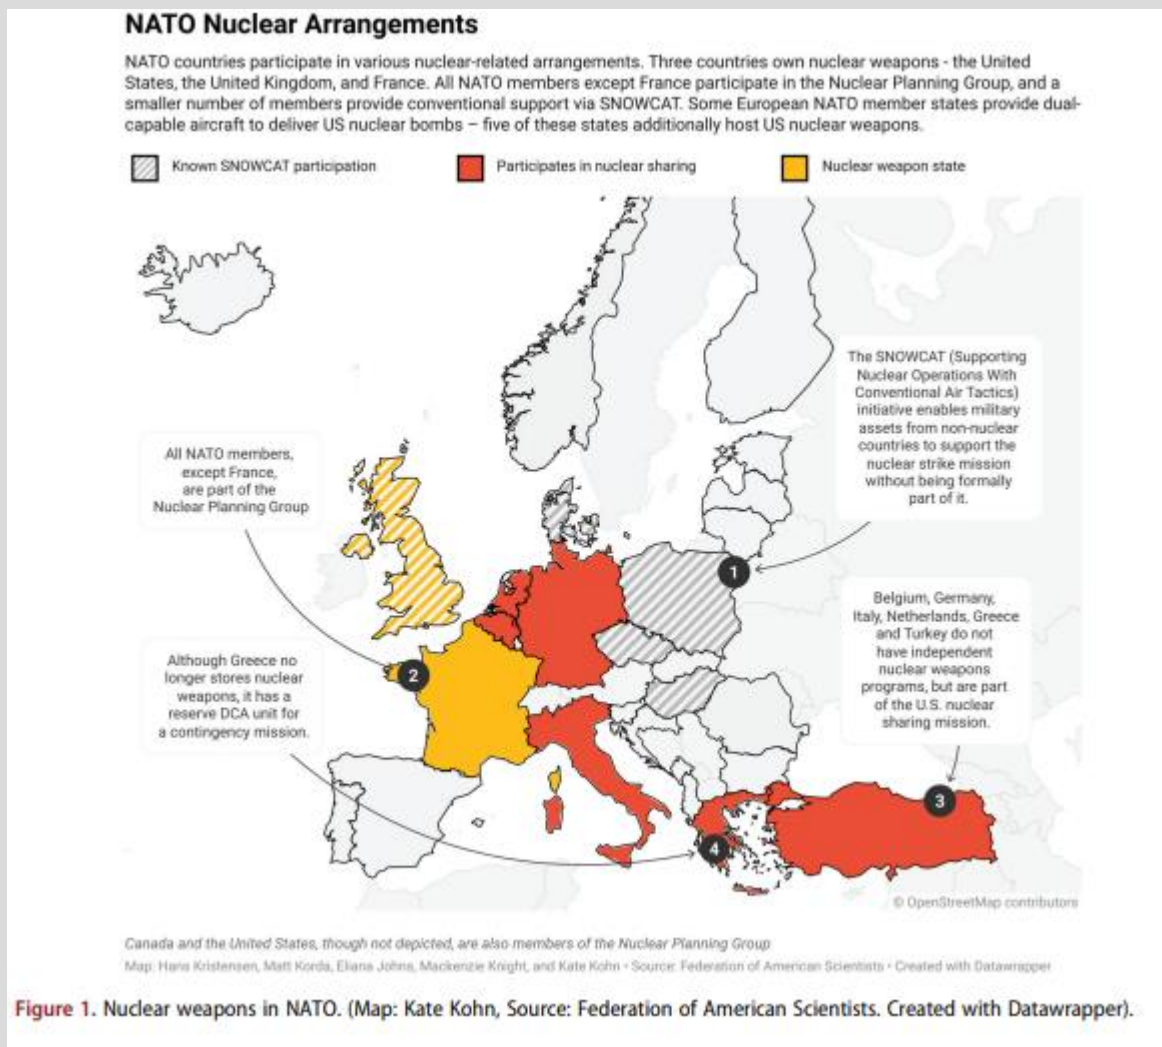 NATO Nuclear Arrangements
NATO countries participate in various nuclear-related arrangements. Three countries own nuclear weapons - the United
States, the United Kingdom, and France. All NATO members except France participate in the Nuclear Planning Group, and a
smaller number of members provide conventional support via SNOWCAT. Some European NATO member states provide dual-
capable aircraft to deliver US nuclear bombs – five of these states additionally host US nuclear weapons.
Known SNOWCAT participation
Participates in nuclear sharing
Nuclear weapon state
The SNOWCAT (Supporting
Nuclear Operations With
Conventional Air Tactics)
initiative enables military
assets from non-nuclear
countries to support the
nuclear strike mission
without being formally
part of it.
All NATO members,
except France,
are part of the
Nuclear Planning Group
1
Belgium, Germany,
Italy, Netherlands, Greece
and Turkey do not
have independent
nuclear weapons
programs, but are part
of the U.S. nuclear
sharing mission.
Although Greece no
longer stores nuclear
weapons, it has a
reserve DCA unit for
a contingency mission.
2
3
4
© OpenStreetMap contributors
Canada and the United States, though not depicted, are also members of the Nuclear Planning Group
Map: Hans Kristensen, Matt Korda, Eliana Johns, Mackenzie Knight, and Kate Kohn • Source: Federation of American Scientists • Created with Datawrapper
Figure 1. Nuclear weapons in NATO. (Map: Kate Kohn, Source: Federation of American Scientists. Created with Datawrapper).